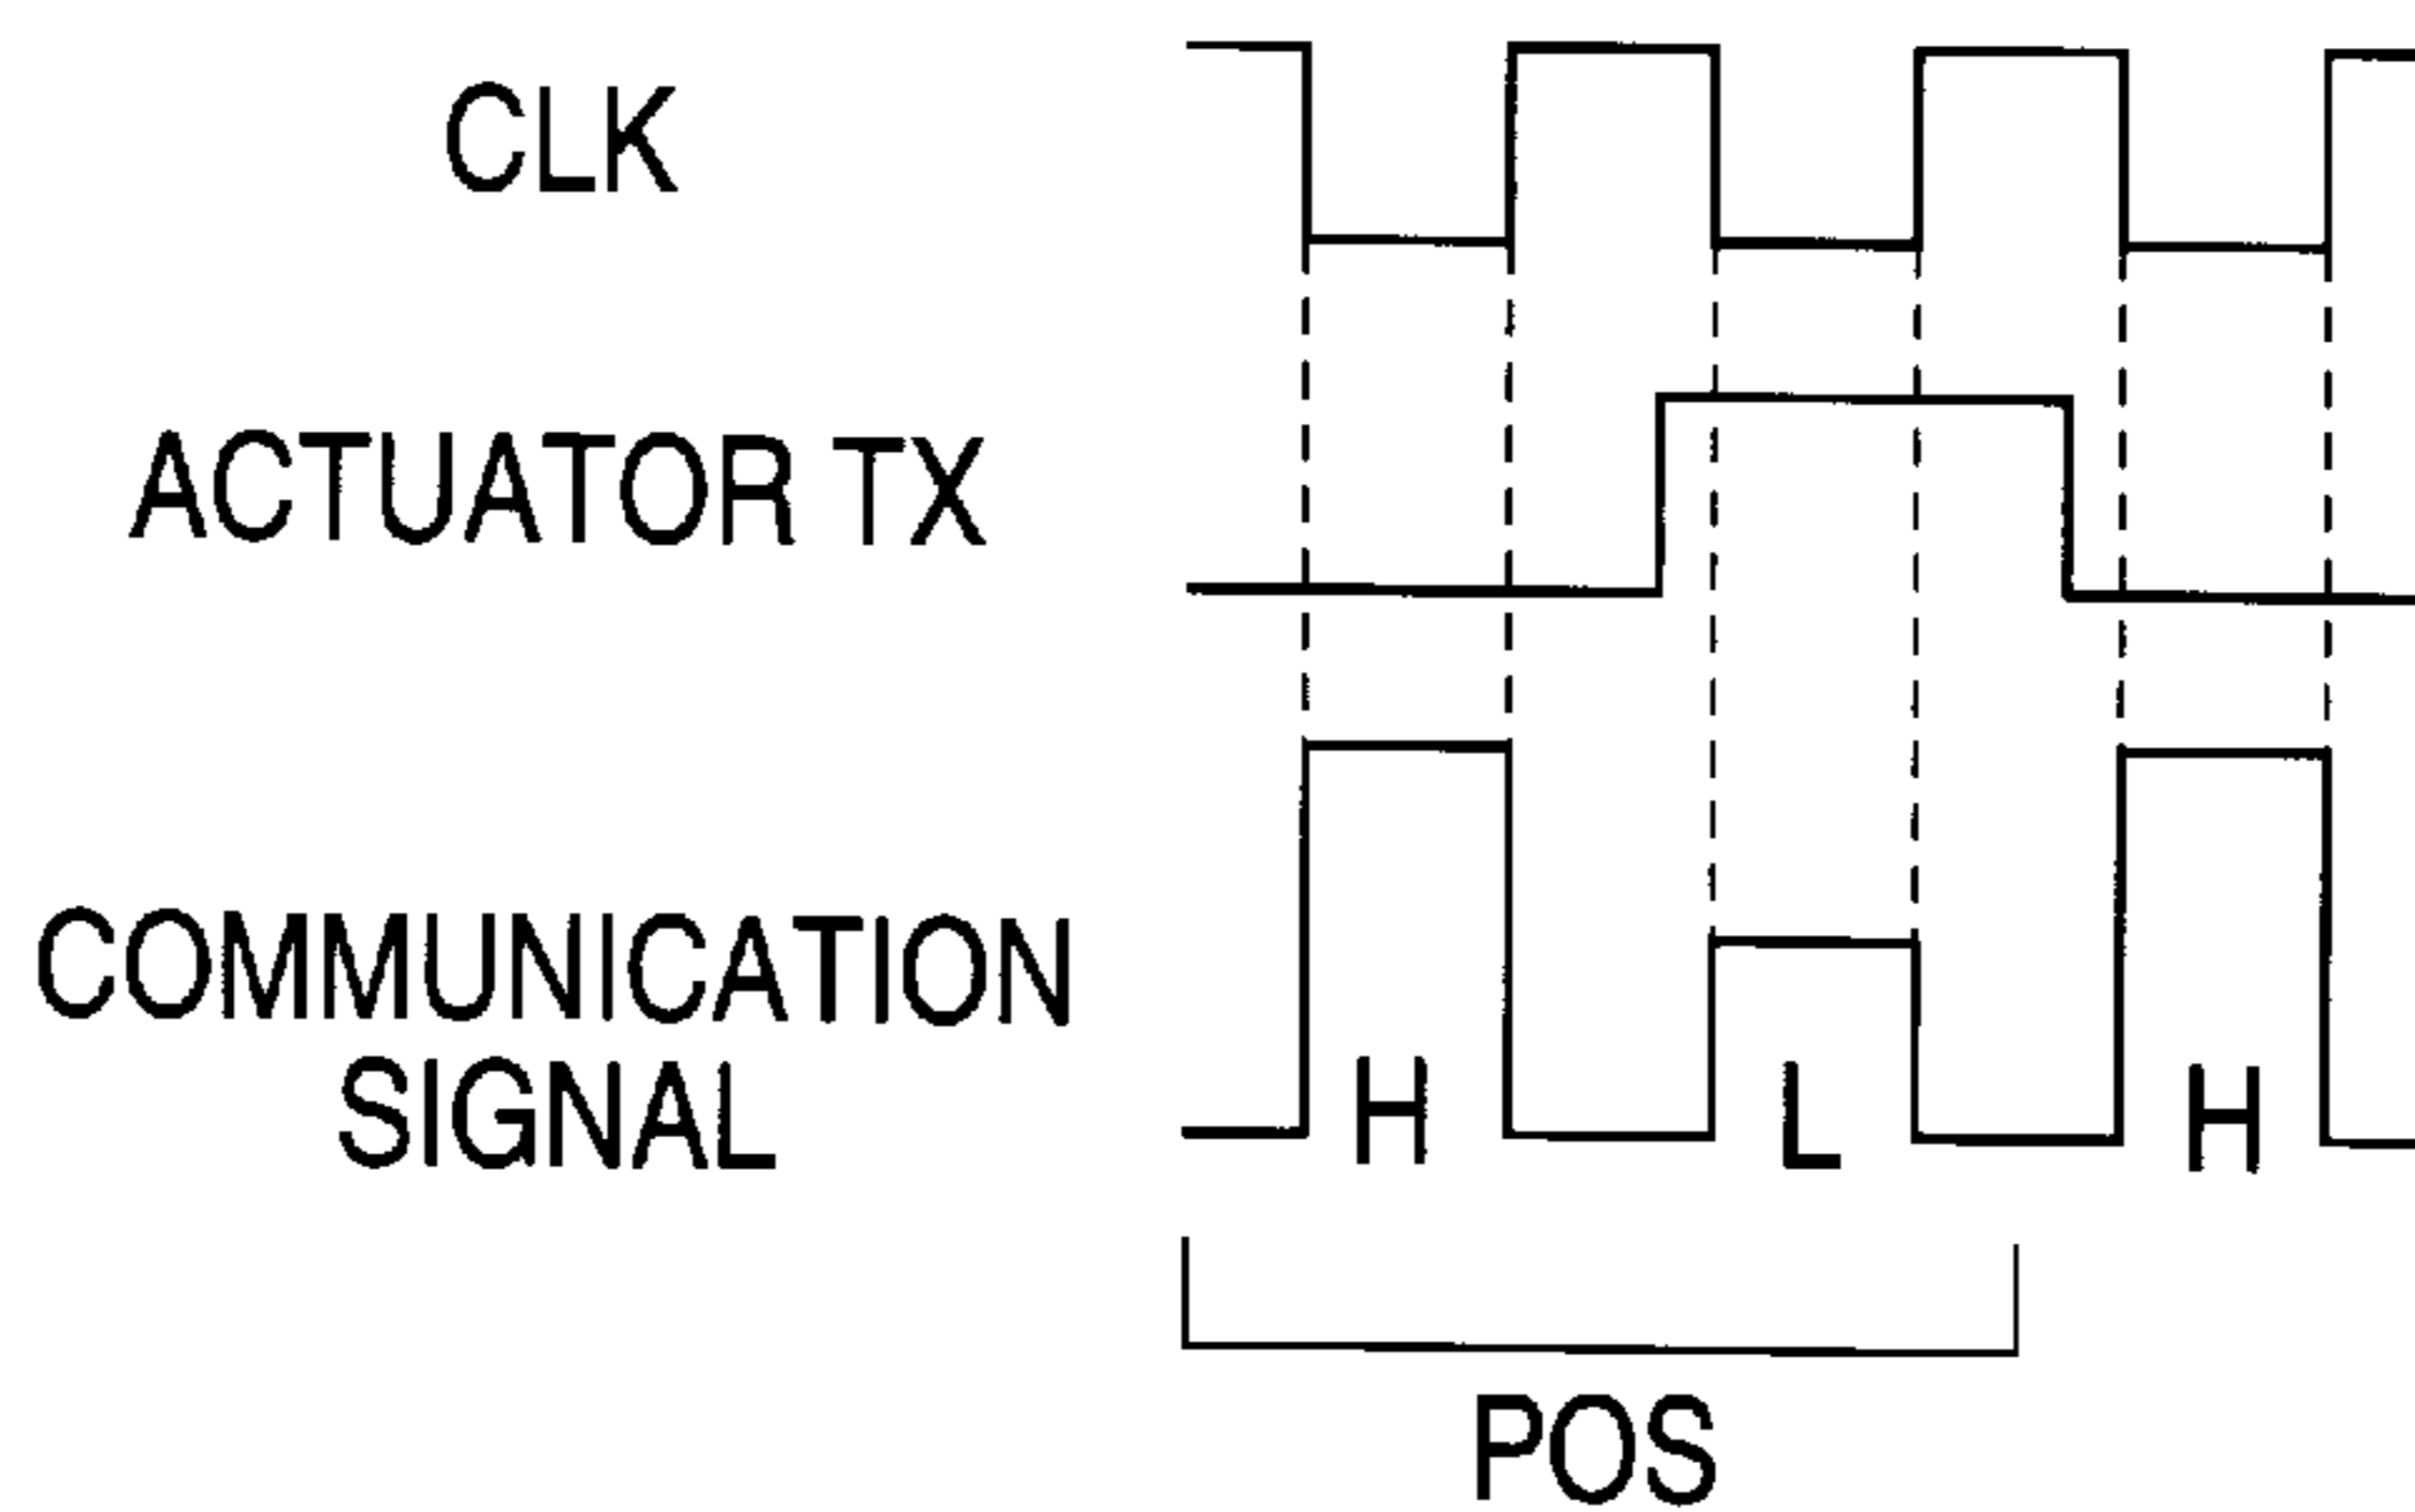 CLK
ACTUATOR TX
COMMUNICATION
SIGNAL
H L H
POS